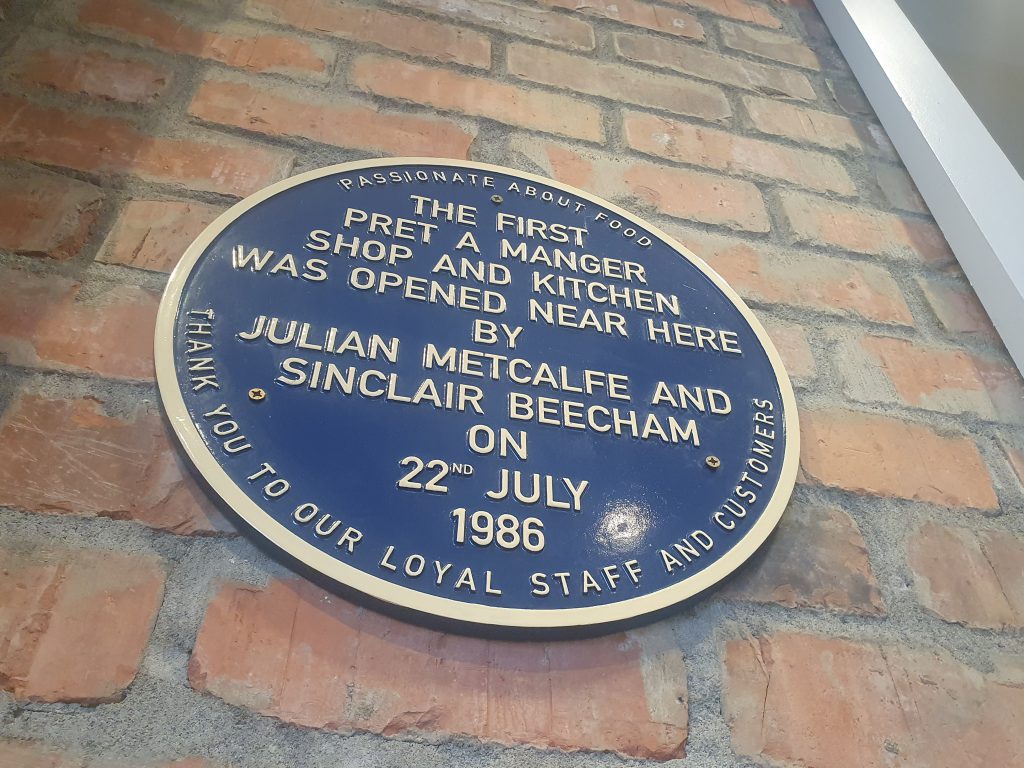 PASSIONATE ABOUT FOOD
THE FIRST
PRET A MANGER
SHOP AND KITCHEN
WAS OPENED NEAR HERE
BY
JULIAN METCALFE AND
SINCLAIR BEECHAM
ON
22ND JULY
1986
THANK YOU TO OUR LOYAL STAFF AND CUSTOMERS